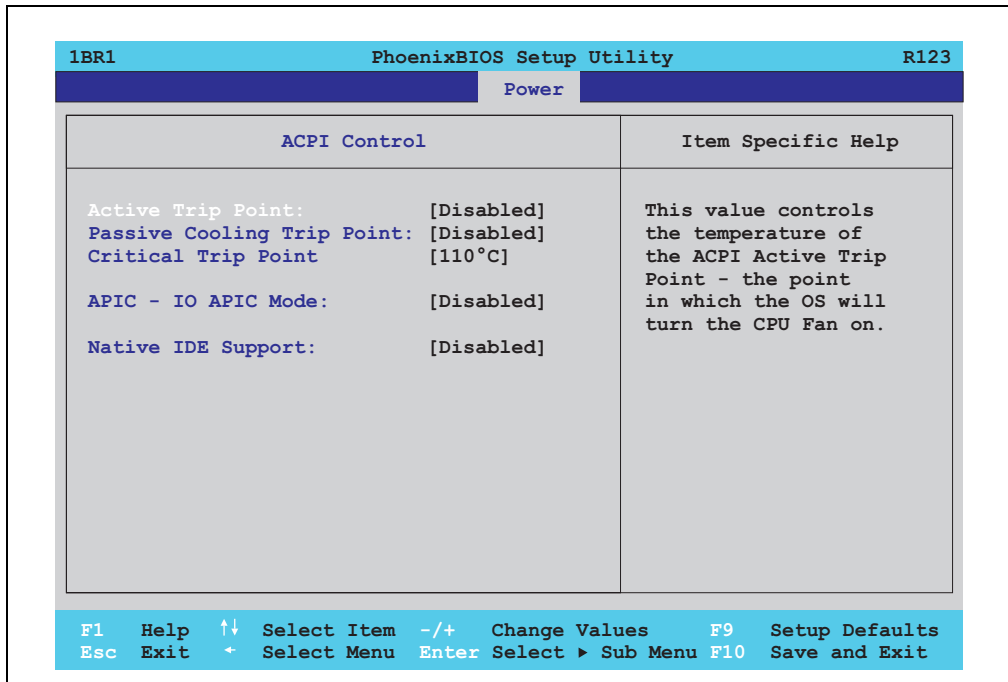 1BR1 PhoenixBIOS Setup Utility R123
Power
ACPI Control
Item Specific Help
Active Trip Point: [Disabled]
Passive Cooling Trip Point: [Disabled]
Critical Trip Point [110°C]
APIC - IO APIC Mode: [Disabled]
Native IDE Support: [Disabled]
This value controls
the temperature of
the ACPI Active Trip
Point - the point
in which the OS will
turn the CPU Fan on.
F1 Help ↑↓ Select Item -/+ Change Values F9 Setup Defaults
Esc Exit ← Select Menu Enter Select ▶ Sub Menu F10 Save and Exit